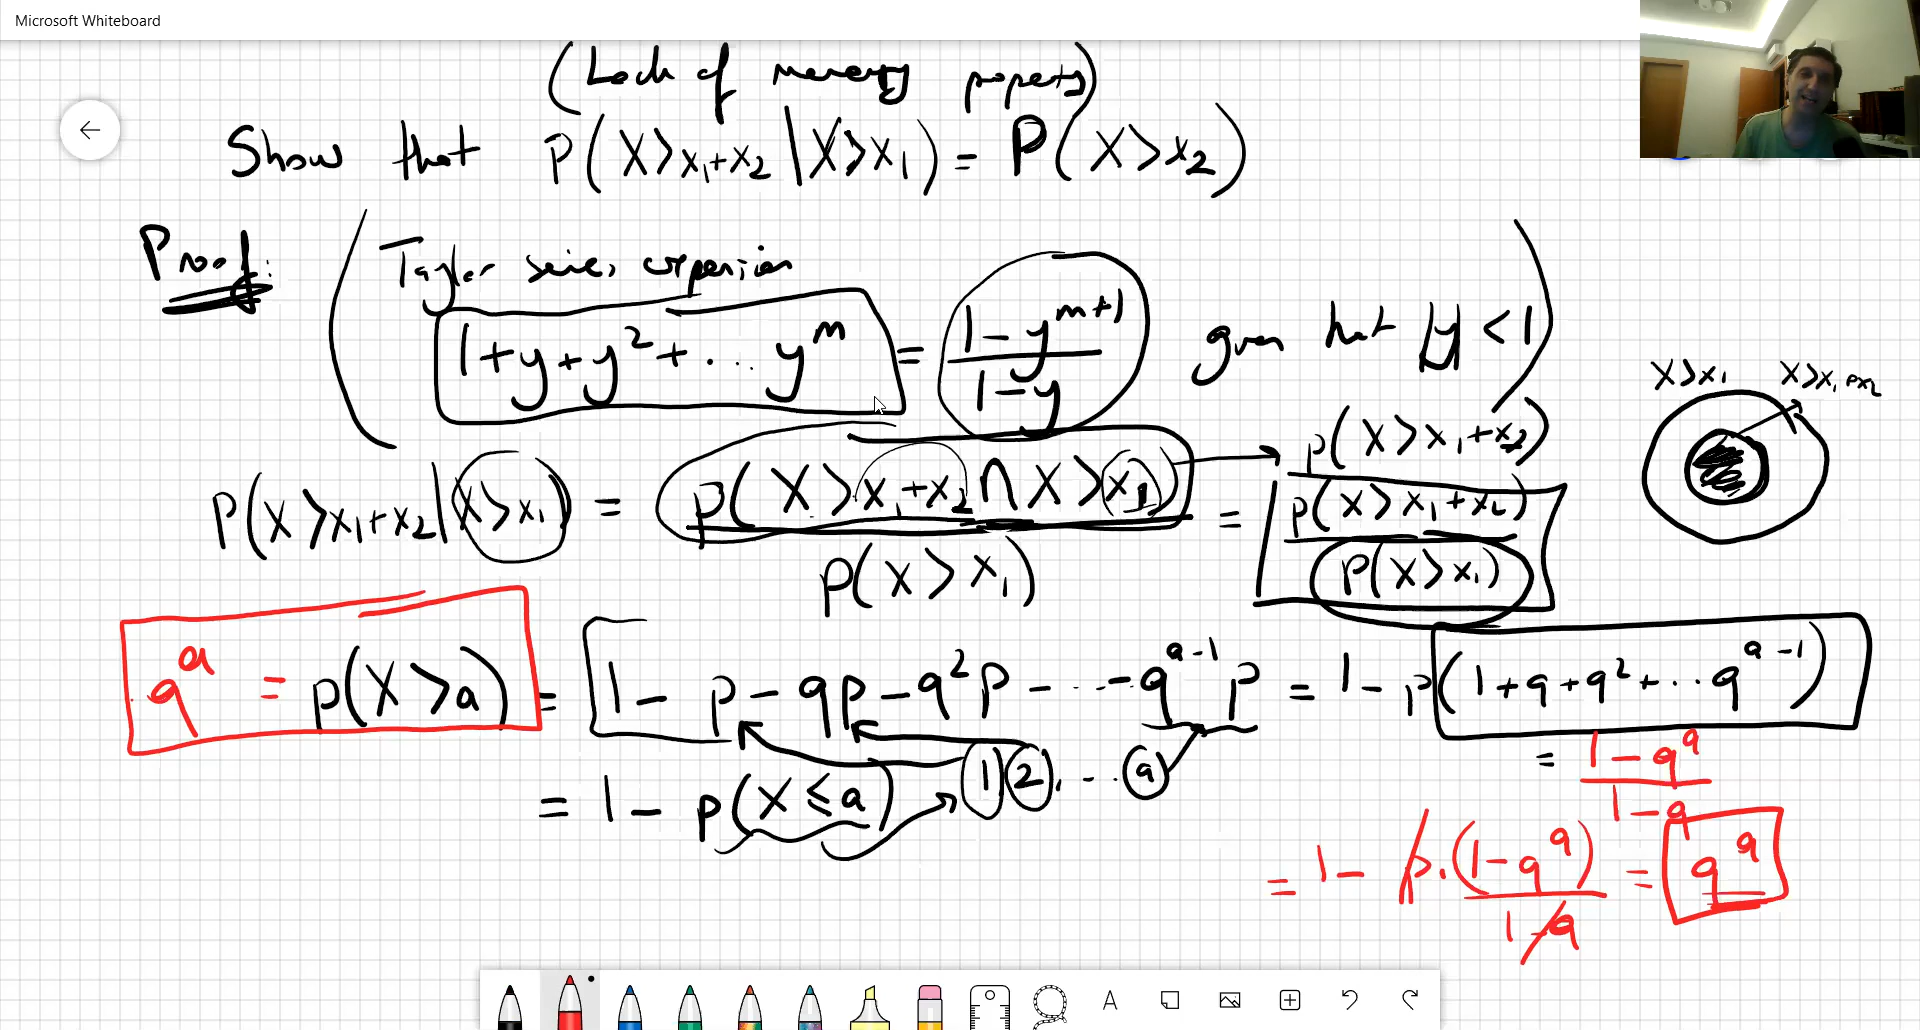 Microsoft Whiteboard
(Lack of memory property)
Show that P(X>x₁+x₂|X>x₁) = P(X>x₂)
Proof:
(Taylor series expansion
1+y+y²+...y^m = (1-y^(m+1))/(1-y) given that |y|<1)
X>x₁ X>x₁+x₂
P(X>x₁+x₂|X>x₁) = P(X>x₁+x₂ ∩ X>x₁)/P(X>x₁) = P(X>x₁+x₂)/P(X>x₁)
P(X>x₁+x₂)
q^a = P(X>a) = 1-p-qp-q²p-...-q^(a-1)p = 1-p(1+q+q²+...q^(a-1))
= (1-q^a)/(1-q)
= 1-P(X≤a) 1 2, ... a
= 1-p.(1-q^a)/(1-q) = q^a